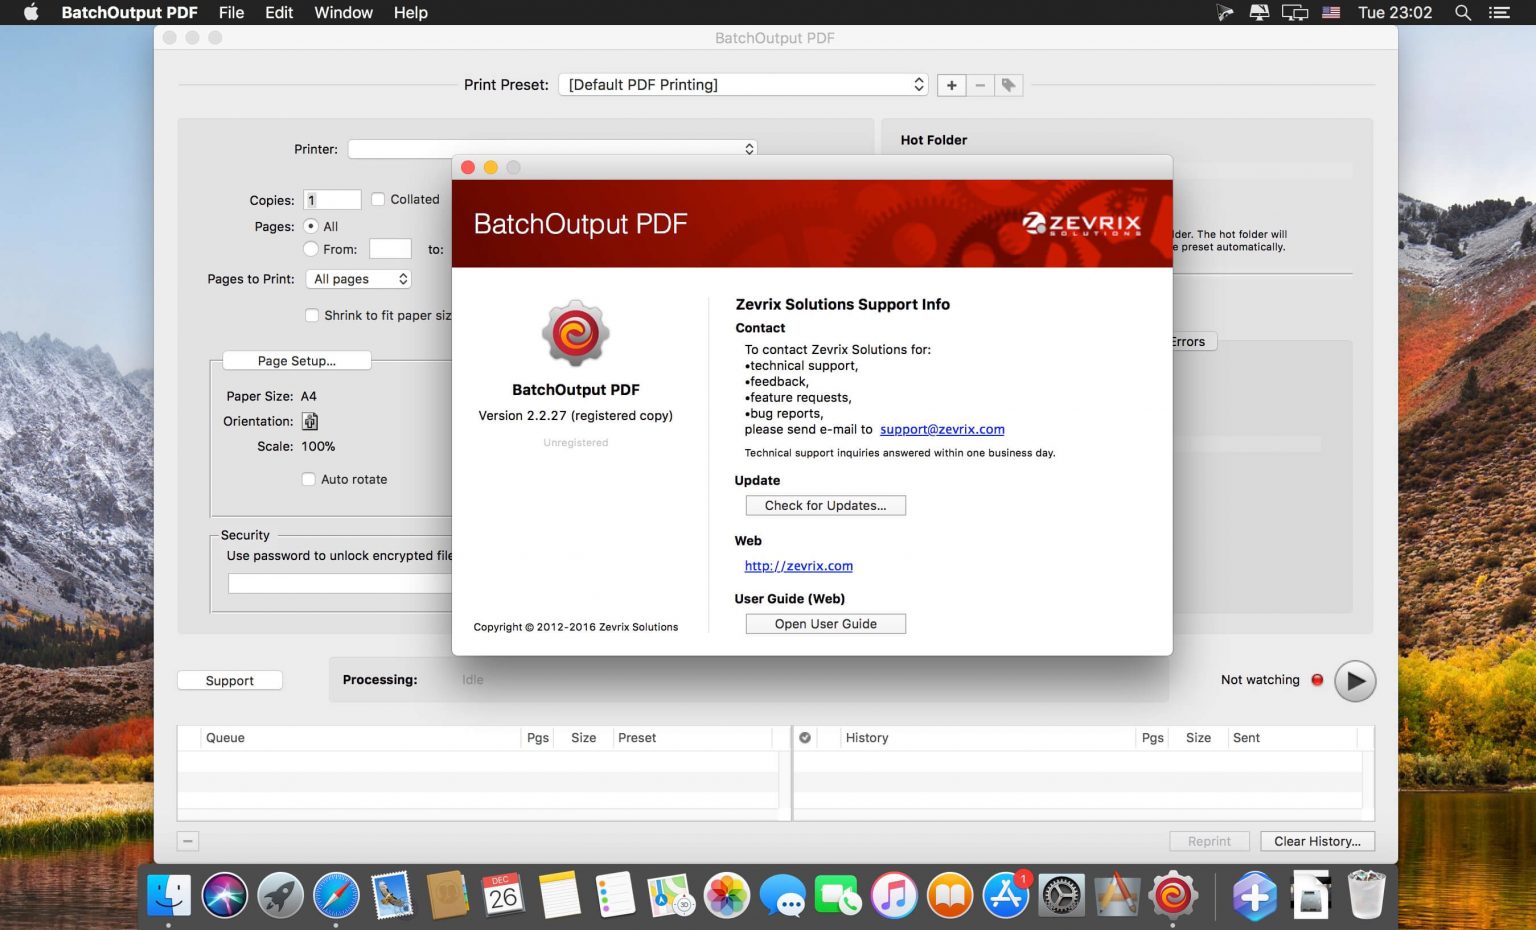 BatchOutput PDF File Edit Window Help Tue 23:02
BatchOutput PDF
Print Preset: [Default PDF Printing]
Printer:
Copies: 1 Collated
Pages: All
From: to:
Pages to Print: All pages
Shrink to fit paper siz
Page Setup...
Paper Size: A4
Orientation:
Scale: 100%
Auto rotate
Security
Use password to unlock encrypted file
Hot Folder
lder. The hot folder will
e preset automatically.
Errors
BatchOutput PDF
ZEVRIX
SOLUTIONS
BatchOutput PDF
Version 2.2.27 (registered copy)
Unregistered
Copyright © 2012-2016 Zevrix Solutions
Zevrix Solutions Support Info
Contact
To contact Zevrix Solutions for:
•technical support,
•feedback,
•feature requests,
•bug reports,
please send e-mail to support@zevrix.com
Technical support inquiries answered within one business day.
Update
Check for Updates...
Web
http://zevrix.com
User Guide (Web)
Open User Guide
Support
Processing: Idle
Not watching
Queue Pgs Size Preset
History Pgs Size Sent
Reprint
Clear History...
DEC
26
3D
1